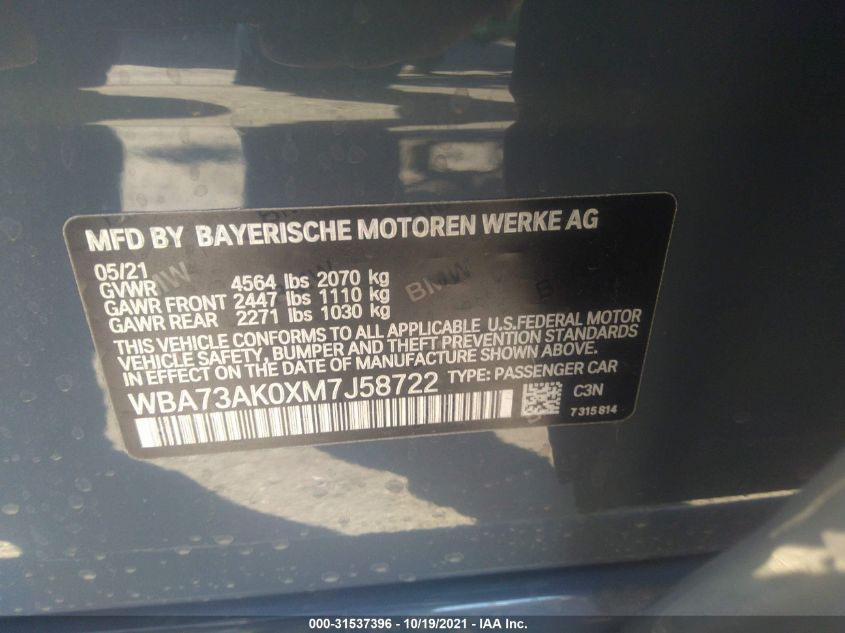 MFD BY BAYERISCHE MOTOREN WERKE AG
05/21
GVWR 4564 lbs 2070 kg
GAWR FRONT 2447 lbs 1110 kg
GAWR REAR 2271 lbs 1030 kg
THIS VEHICLE CONFORMS TO ALL APPLICABLE U.S.FEDERAL MOTOR
VEHICLE SAFETY, BUMPER AND THEFT PREVENTION STANDARDS
IN EFFECT ON THE DATE OF MANUFACTURE SHOWN ABOVE.
WBA73AK0XM7J58722 TYPE: PASSENGER CAR
C3N
7315814
BMW
BMW
000-31537396 - 10/19/2021 - IAA Inc.